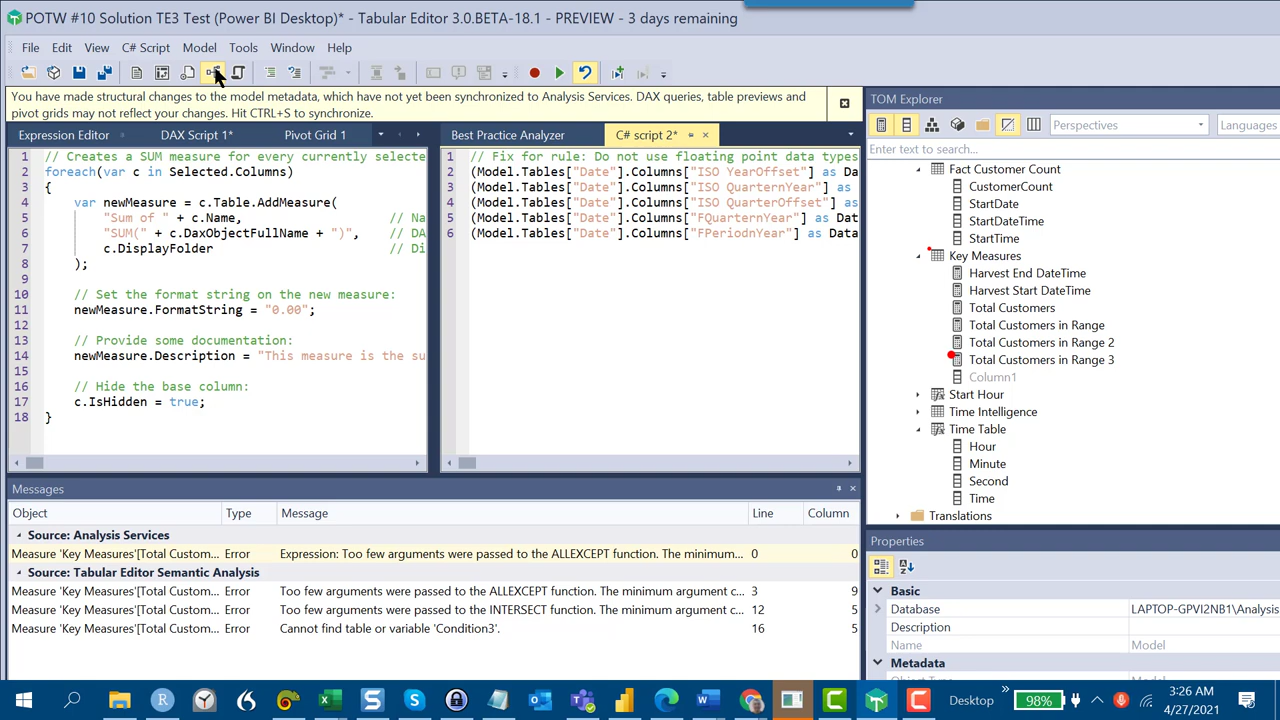 POTW #10 Solution TE3 Test (Power BI Desktop)* - Tabular Editor 3.0.BETA-18.1 - PREVIEW - 3 days remaining
File Edit View C# Script Model Tools Window Help
You have made structural changes to the model metadata, which have not yet been synchronized to Analysis Services. DAX queries, table previews and
pivot grids may not reflect your changes. Hit CTRL+S to synchronize.
Expression Editor DAX Script 1* Pivot Grid 1
1 // Creates a SUM measure for every currently selecte
2 foreach(var c in Selected.Columns)
3 {
4 var newMeasure = c.Table.AddMeasure(
5 "Sum of " + c.Name, // Na
6 "SUM(" + c.DaxObjectFullName + ")", // DA
7 c.DisplayFolder // Di
8 );
9
10 // Set the format string on the new measure:
11 newMeasure.FormatString = "0.00";
12
13 // Provide some documentation:
14 newMeasure.Description = "This measure is the su
15
16 // Hide the base column:
17 c.IsHidden = true;
18 }
Best Practice Analyzer C# script 2*
1 // Fix for rule: Do not use floating point data types
2 (Model.Tables["Date"].Columns["ISO YearOffset"] as Da
3 (Model.Tables["Date"].Columns["ISO QuarternYear"] as
4 (Model.Tables["Date"].Columns["ISO QuarterOffset"] as
5 (Model.Tables["Date"].Columns["FQuarternYear"] as Dat
6 (Model.Tables["Date"].Columns["FPeriodnYear"] as Data
TOM Explorer
Perspectives Languages
Enter text to search...
Fact Customer Count
CustomerCount
StartDate
StartDateTime
StartTime
Key Measures
Harvest End DateTime
Harvest Start DateTime
Total Customers
Total Customers in Range
Total Customers in Range 2
Total Customers in Range 3
Column1
Start Hour
Time Intelligence
Time Table
Hour
Minute
Second
Time
Translations
Messages
Object Type Message Line Column
Source: Analysis Services
Measure 'Key Measures'[Total Custom... Error Expression: Too few arguments were passed to the ALLEXCEPT function. The minimum... 0 0
Source: Tabular Editor Semantic Analysis
Measure 'Key Measures'[Total Custom... Error Too few arguments were passed to the ALLEXCEPT function. The minimum argument c... 3 9
Measure 'Key Measures'[Total Custom... Error Too few arguments were passed to the INTERSECT function. The minimum argument c... 12 5
Measure 'Key Measures'[Total Custom... Error Cannot find table or variable 'Condition3'. 16 5
Properties
Basic
Database LAPTOP-GPVI2NB1\Analysis
Description
Name Model
Metadata
Desktop
98%
3:26 AM
4/27/2021